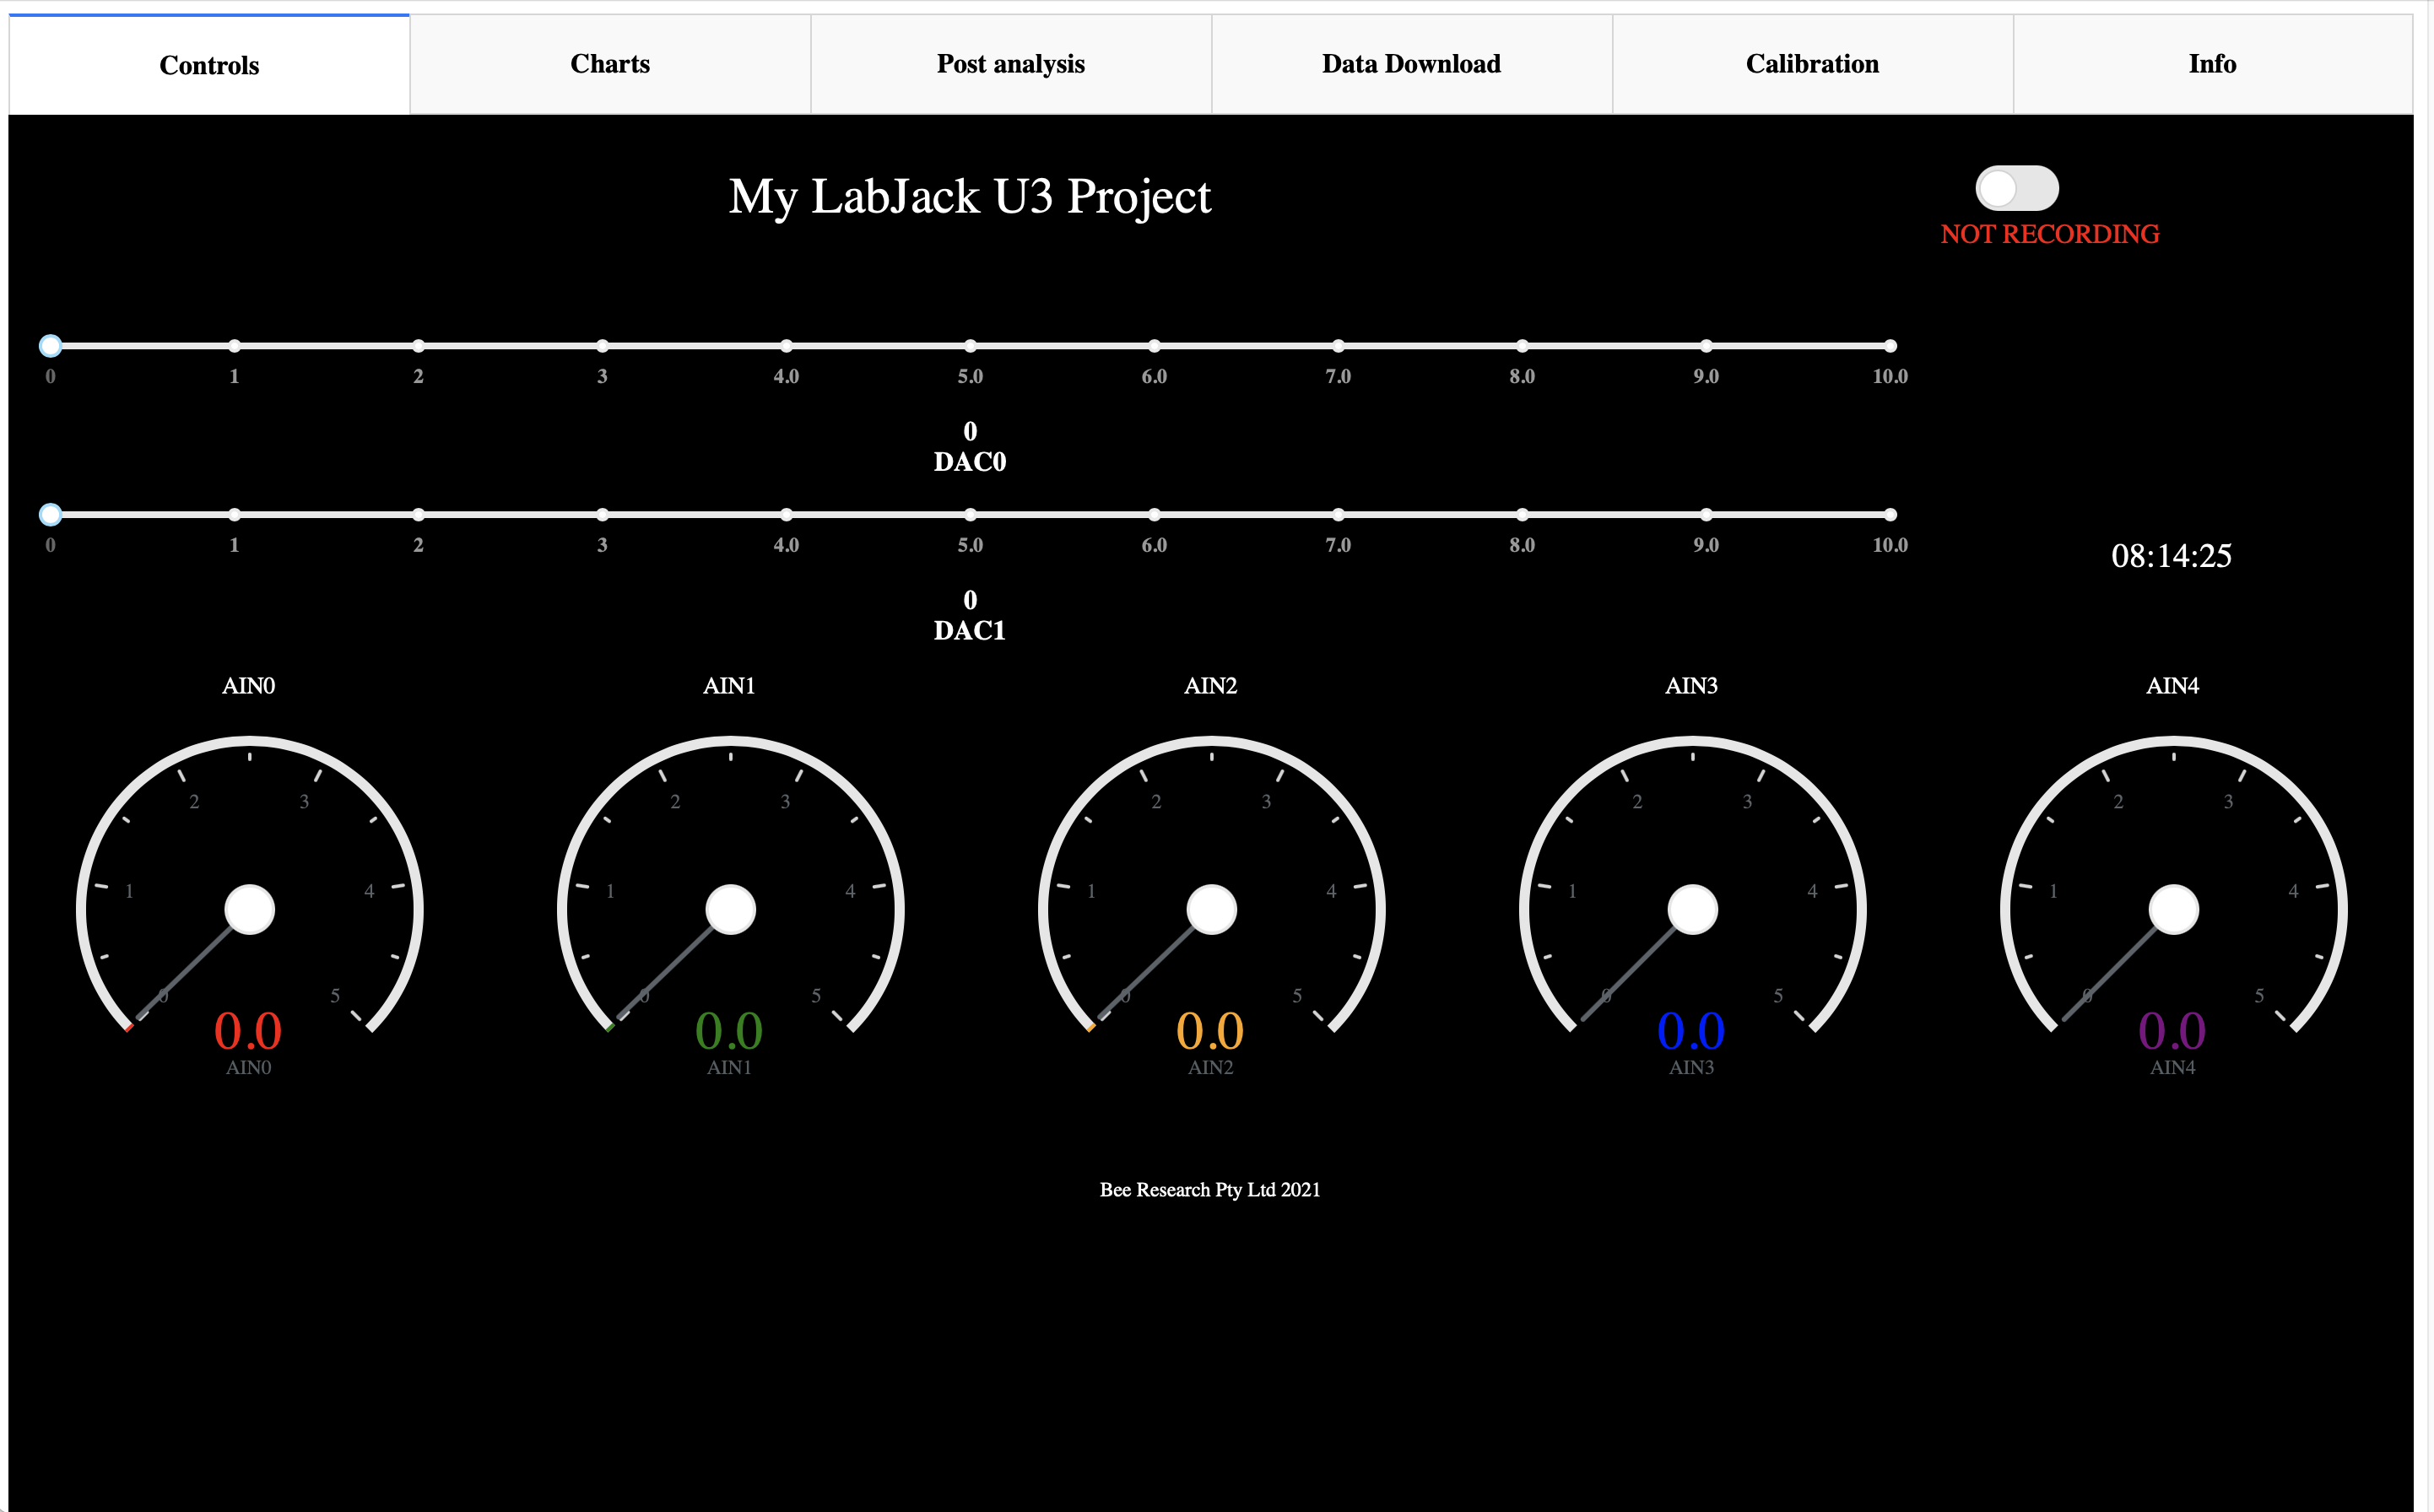 Controls Charts Post analysis Data Download Calibration Info
My LabJack U3 Project
NOT RECORDING
0 1 2 3 4.0 5.0 6.0 7.0 8.0 9.0 10.0
0
DAC0
0 1 2 3 4.0 5.0 6.0 7.0 8.0 9.0 10.0
08:14:25
0
DAC1
AIN0 AIN1 AIN2 AIN3 AIN4
2 3 2 3 2 3 2 3 2 3
1 4 1 4 1 4 1 4 1 4
0 5 0 5 0 5 0 5 0 5
0.0 0.0 0.0 0.0 0.0
AIN0 AIN1 AIN2 AIN3 AIN4
Bee Research Pty Ltd 2021